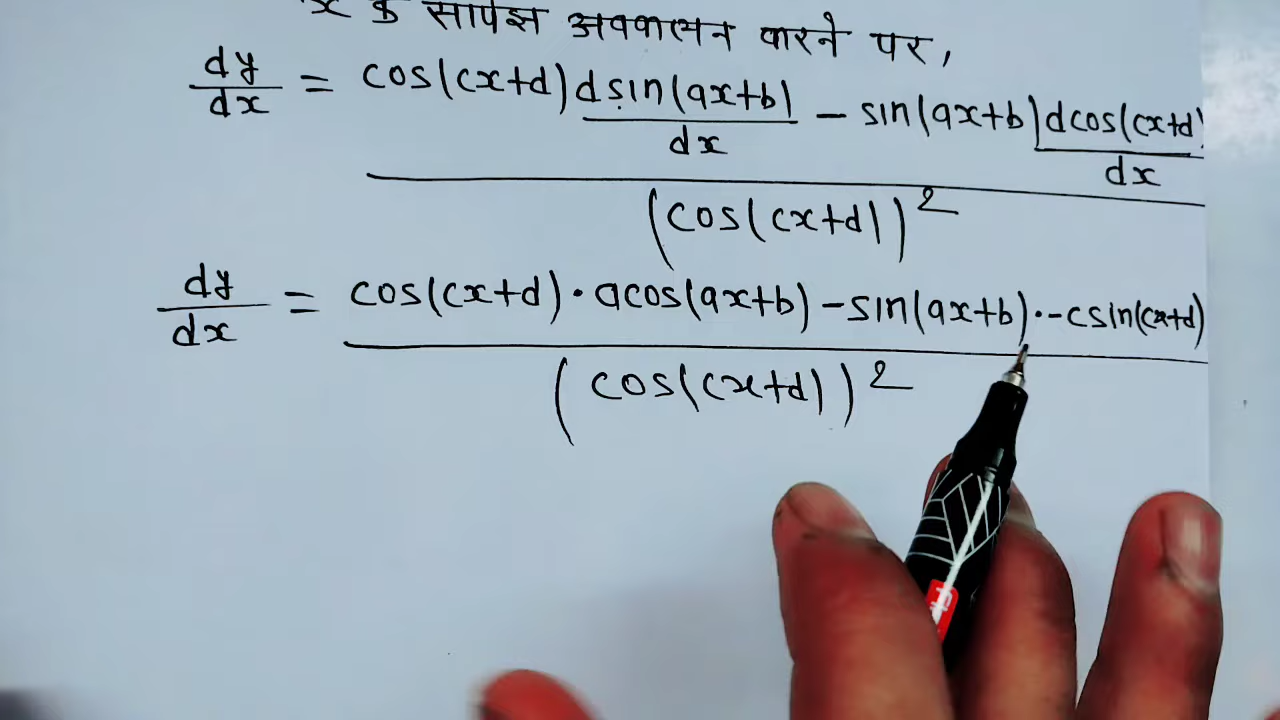 x के सापेक्ष अवकलन करने पर,
dy/dx = cos(cx+d) d sin(ax+b)/dx - sin(ax+b) d cos(cx+d)/dx
(cos(cx+d))²
dy/dx = cos(cx+d) · a cos(ax+b) - sin(ax+b) · - c sin(cx+d)
(cos(cx+d))²